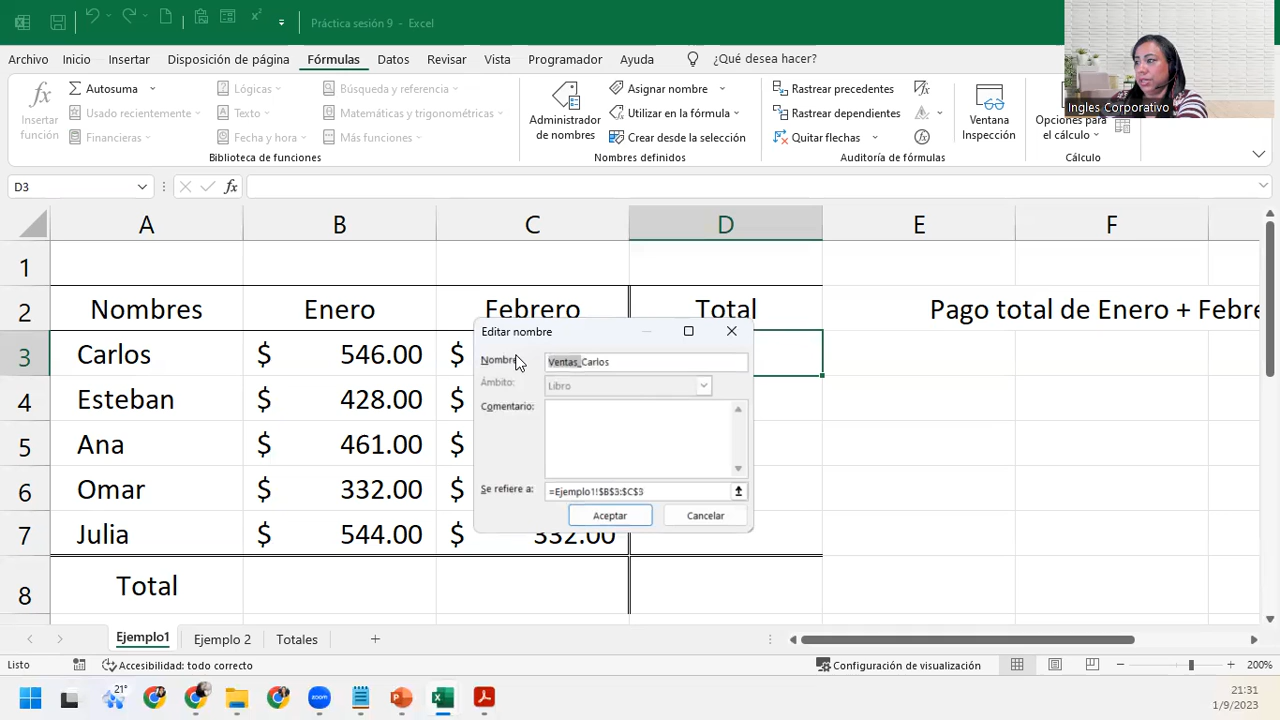 Práctica sesión 9 - Excel
Archivo Inicio Insertar Disposición de página Fórmulas Datos Revisar Vista Programador Ayuda ¿Qué desea hacer?
Ingles Corporativo
Insertar función
Autosuma
Usado recientemente
Financieras
Lógicas
Texto
Fecha y hora
Búsqueda y referencia
Matemáticas y trigonométricas
Más funciones
Biblioteca de funciones
Administrador de nombres
Asignar nombre
Utilizar en la fórmula
Crear desde la selección
Nombres definidos
Rastrear precedentes
Rastrear dependientes
Quitar flechas
Auditoría de fórmulas
Ventana Inspección
Opciones para el cálculo
Cálculo
D3
fx
A B C D E F
1
2 Nombres Enero Febrero Total Pago total de Enero + Febre
3 Carlos $ 546.00 $
4 Esteban $ 428.00 $
5 Ana $ 461.00 $
6 Omar $ 332.00 $
7 Julia $ 544.00 $ 332.00
8 Total
Editar nombre
Nombre Ventas_Carlos
Ámbito: Libro
Comentario:
Se refiere a: =Ejemplo1!$B$3:$C$3
Aceptar Cancelar
Ejemplo1 Ejemplo 2 Totales
Listo Accesibilidad: todo correcto Configuración de visualización 200%
21°
zoom
21:31
1/9/2023